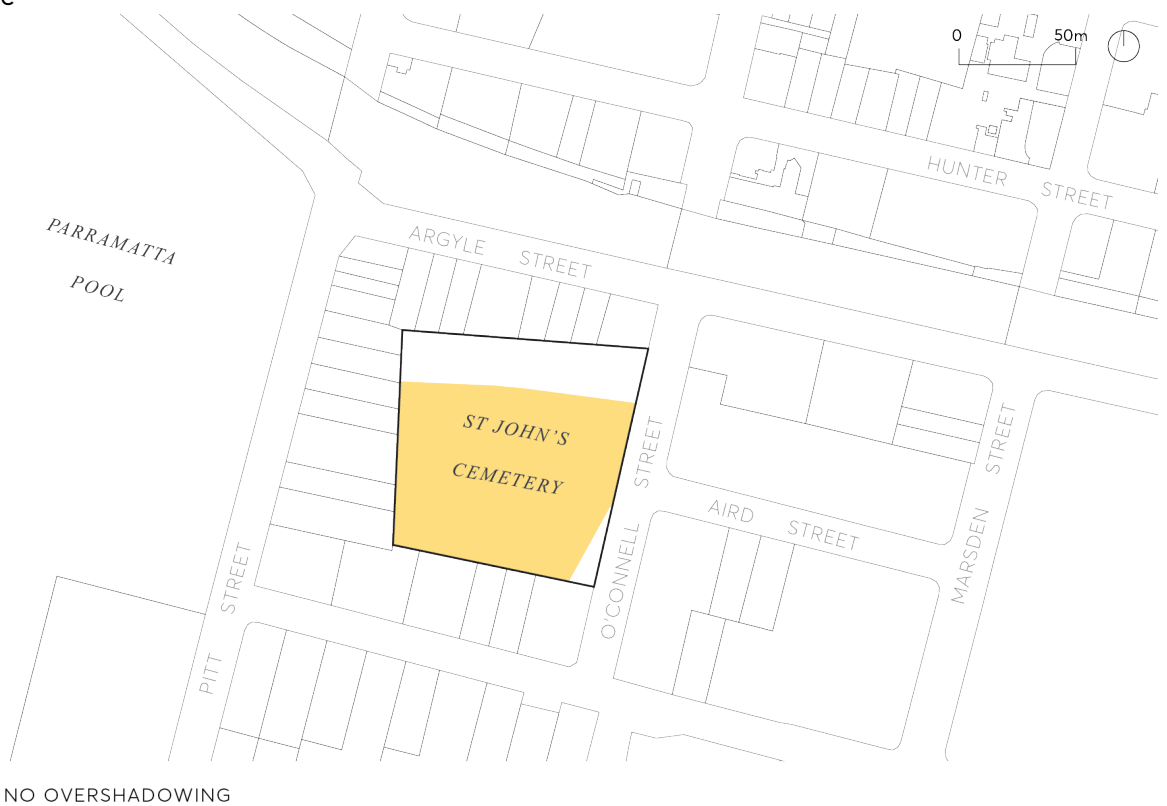 0 50m
HUNTER STREET
PARRAMATTA
POOL
ARGYLE STREET
ST JOHN'S
CEMETERY
O'CONNELL STREET
AIRD STREET
MARSDEN STREET
PITT STREET
NO OVERSHADOWING